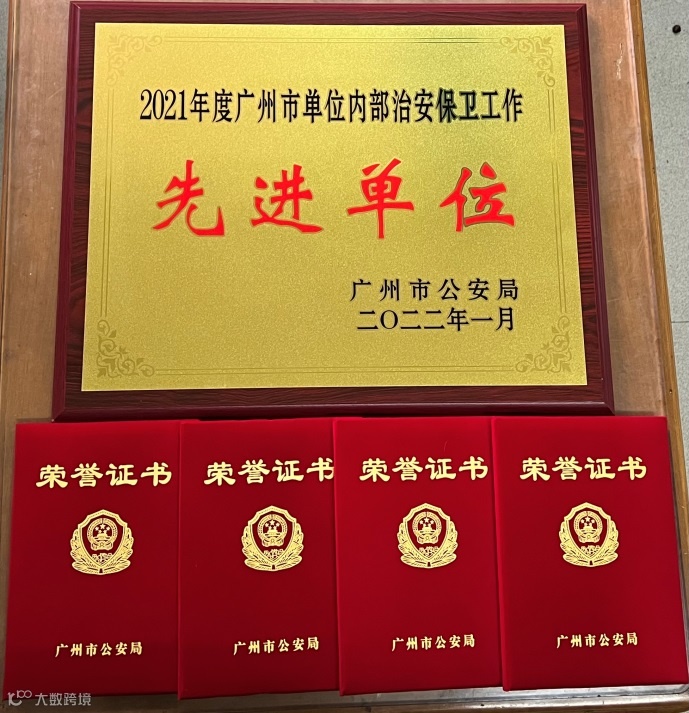 2021年度广州市单位内部治安保卫工作
先进单位
广州市公安局
二〇二二年一月
荣誉证书
广州市公安局
荣誉证书
广州市公安局
荣誉证书
广州市公安局
荣誉证书
广州市公安局
大数跨境